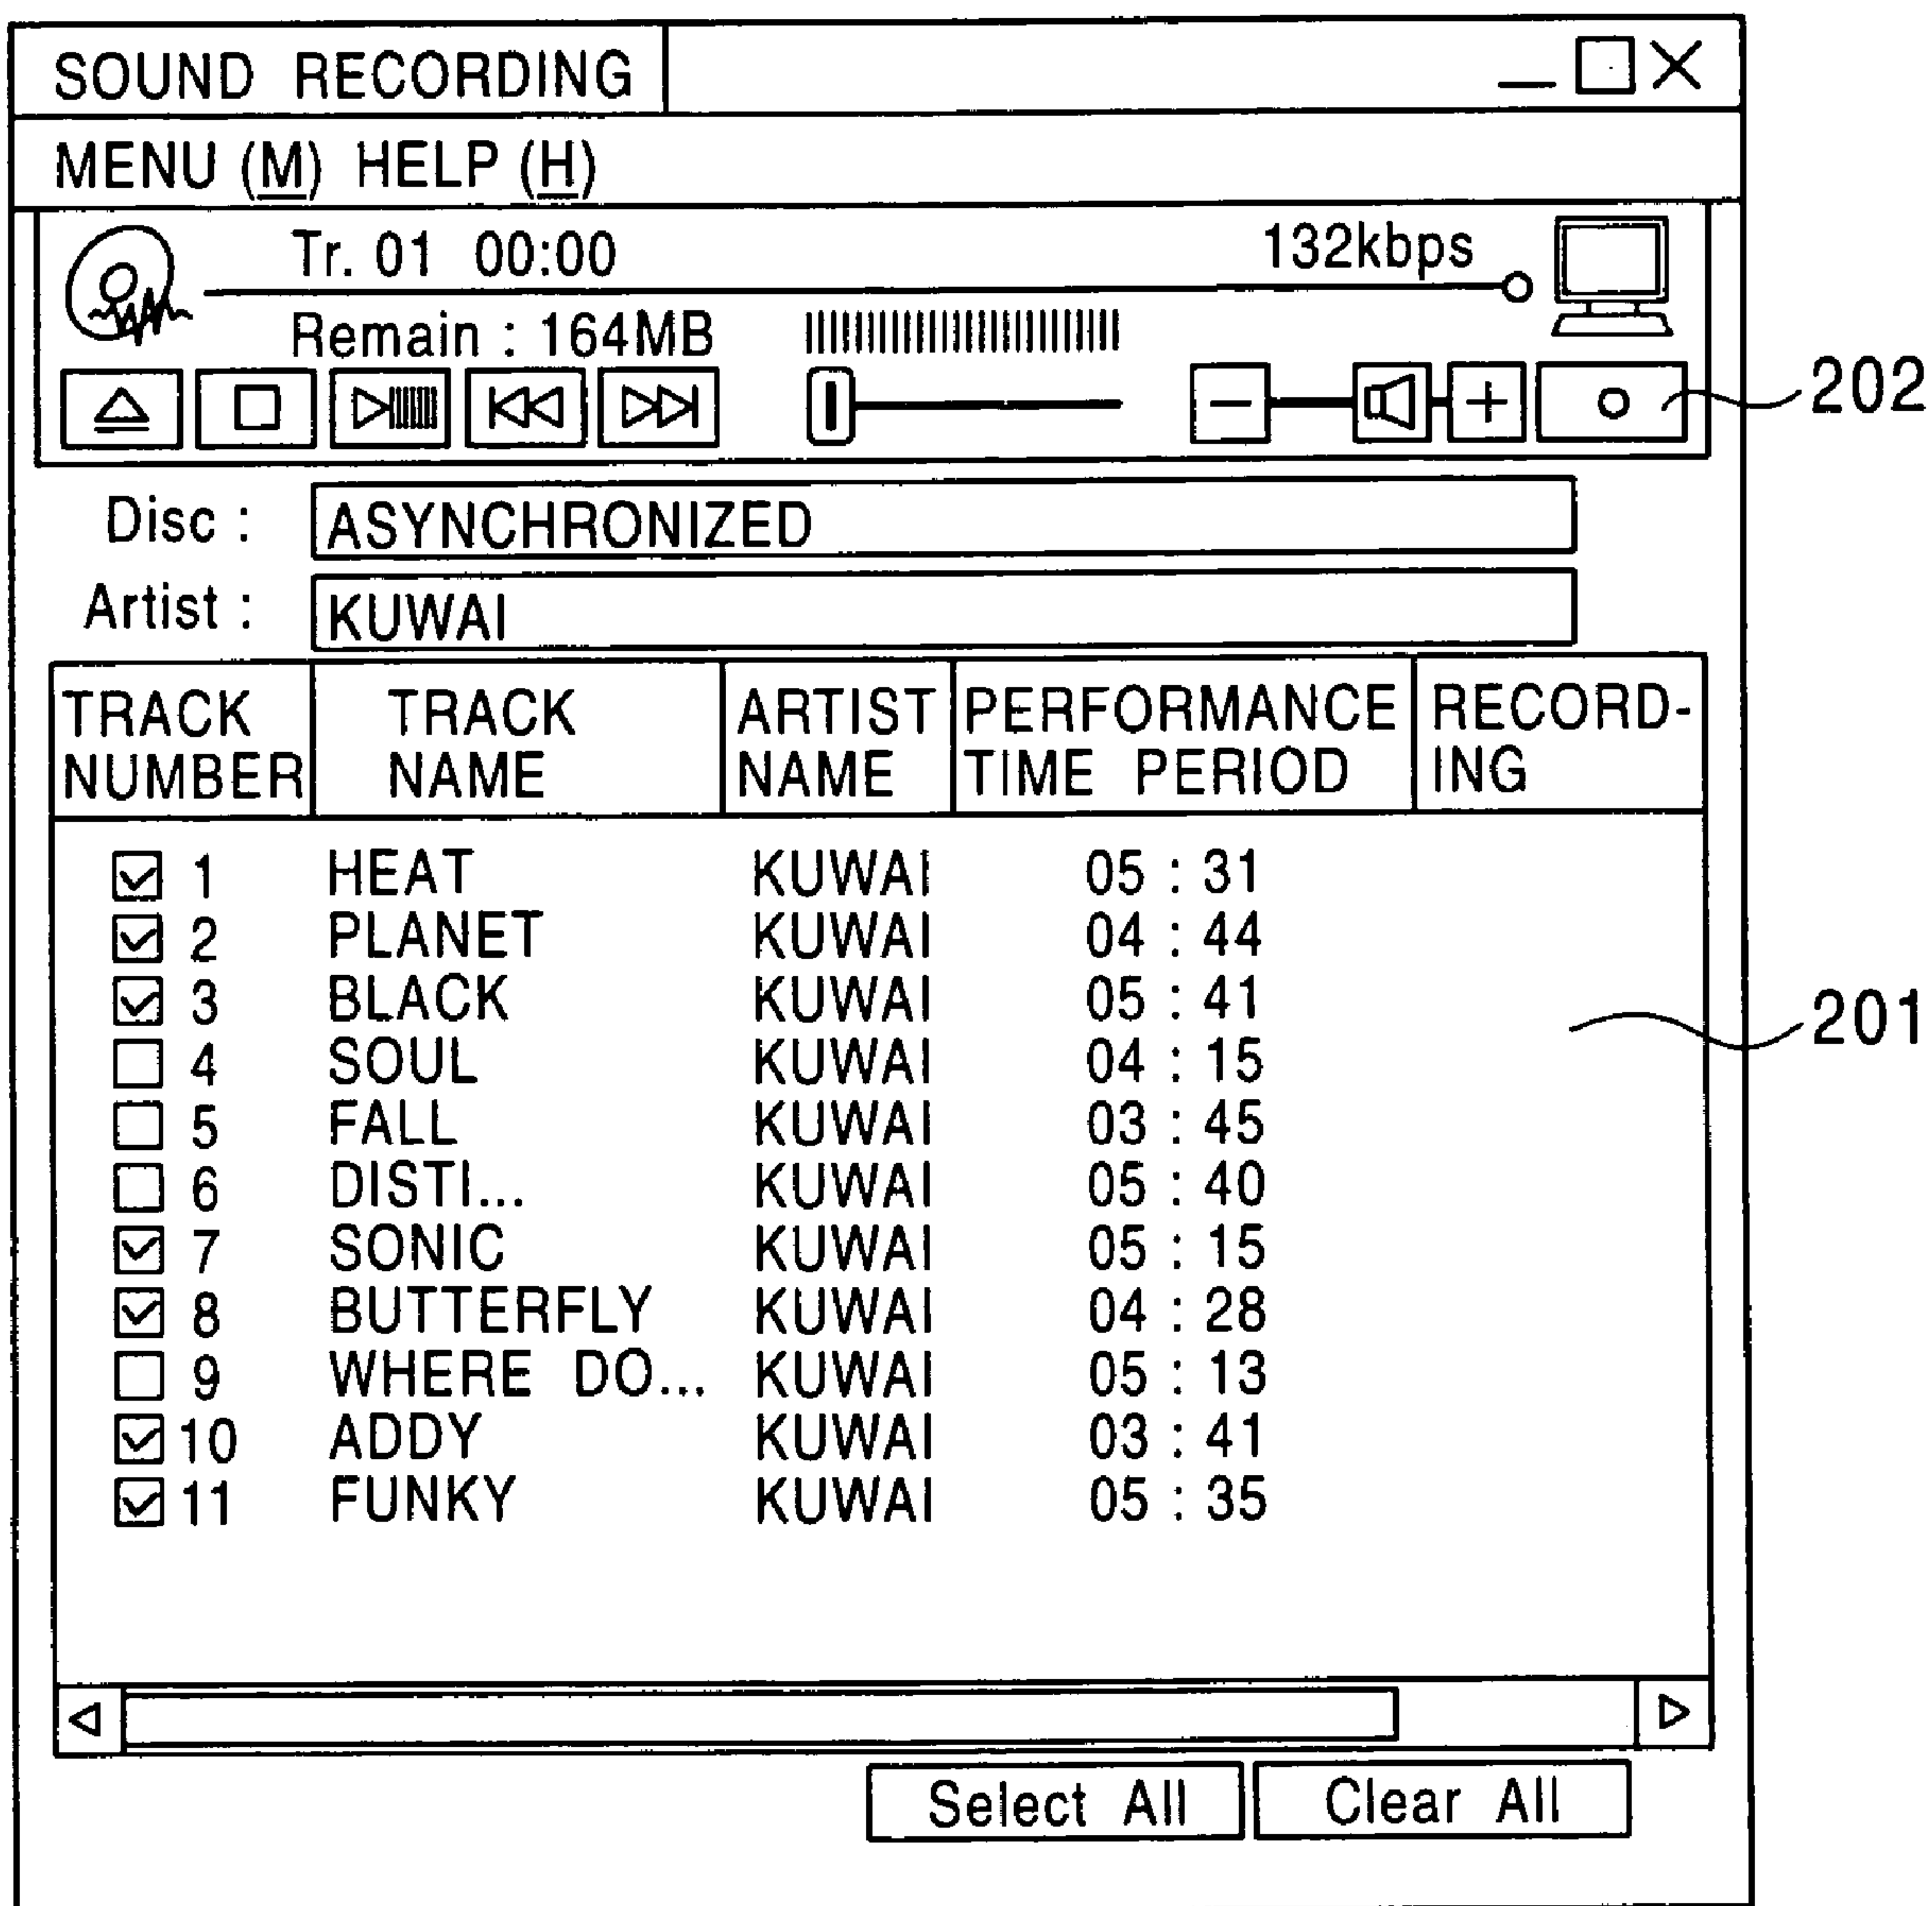 SOUND RECORDING
MENU (M) HELP (H)
Tr. 01 00:00 132kbps
Remain : 164MB
202
Disc : ASYNCHRONIZED
Artist : KUWAI
TRACK NUMBER TRACK NAME ARTIST NAME PERFORMANCE TIME PERIOD RECORD-ING
1 HEAT KUWAI 05 : 31
2 PLANET KUWAI 04 : 44
3 BLACK KUWAI 05 : 41
201
4 SOUL KUWAI 04 : 15
5 FALL KUWAI 03 : 45
6 DISTI... KUWAI 05 : 40
7 SONIC KUWAI 05 : 15
8 BUTTERFLY KUWAI 04 : 28
9 WHERE DO... KUWAI 05 : 13
10 ADDY KUWAI 03 : 41
11 FUNKY KUWAI 05 : 35
Select All Clear All